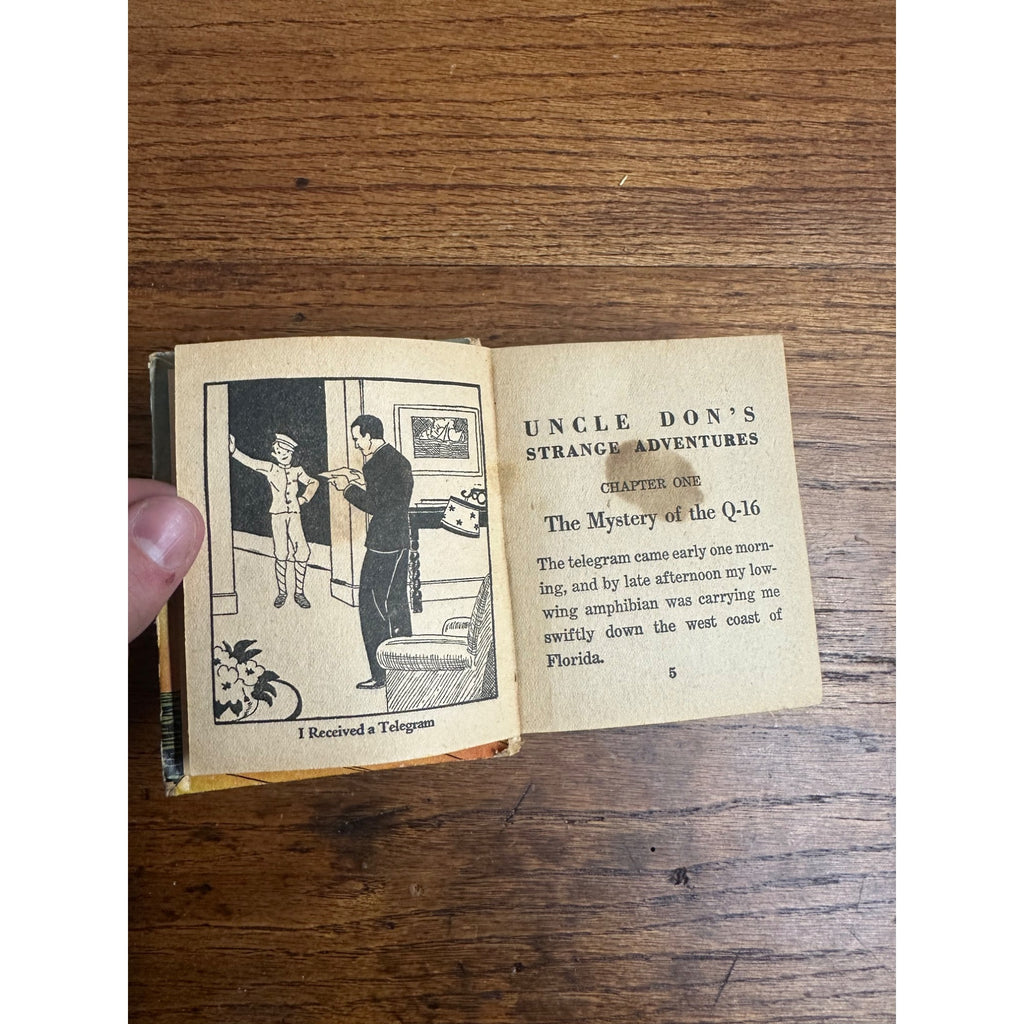 I Received a Telegram
UNCLE DON'S
STRANGE ADVENTURES
CHAPTER ONE
The Mystery of the Q-16
The telegram came early one morn-
ing, and by late afternoon my low-
wing amphibian was carrying me
swiftly down the west coast of
Florida.
5